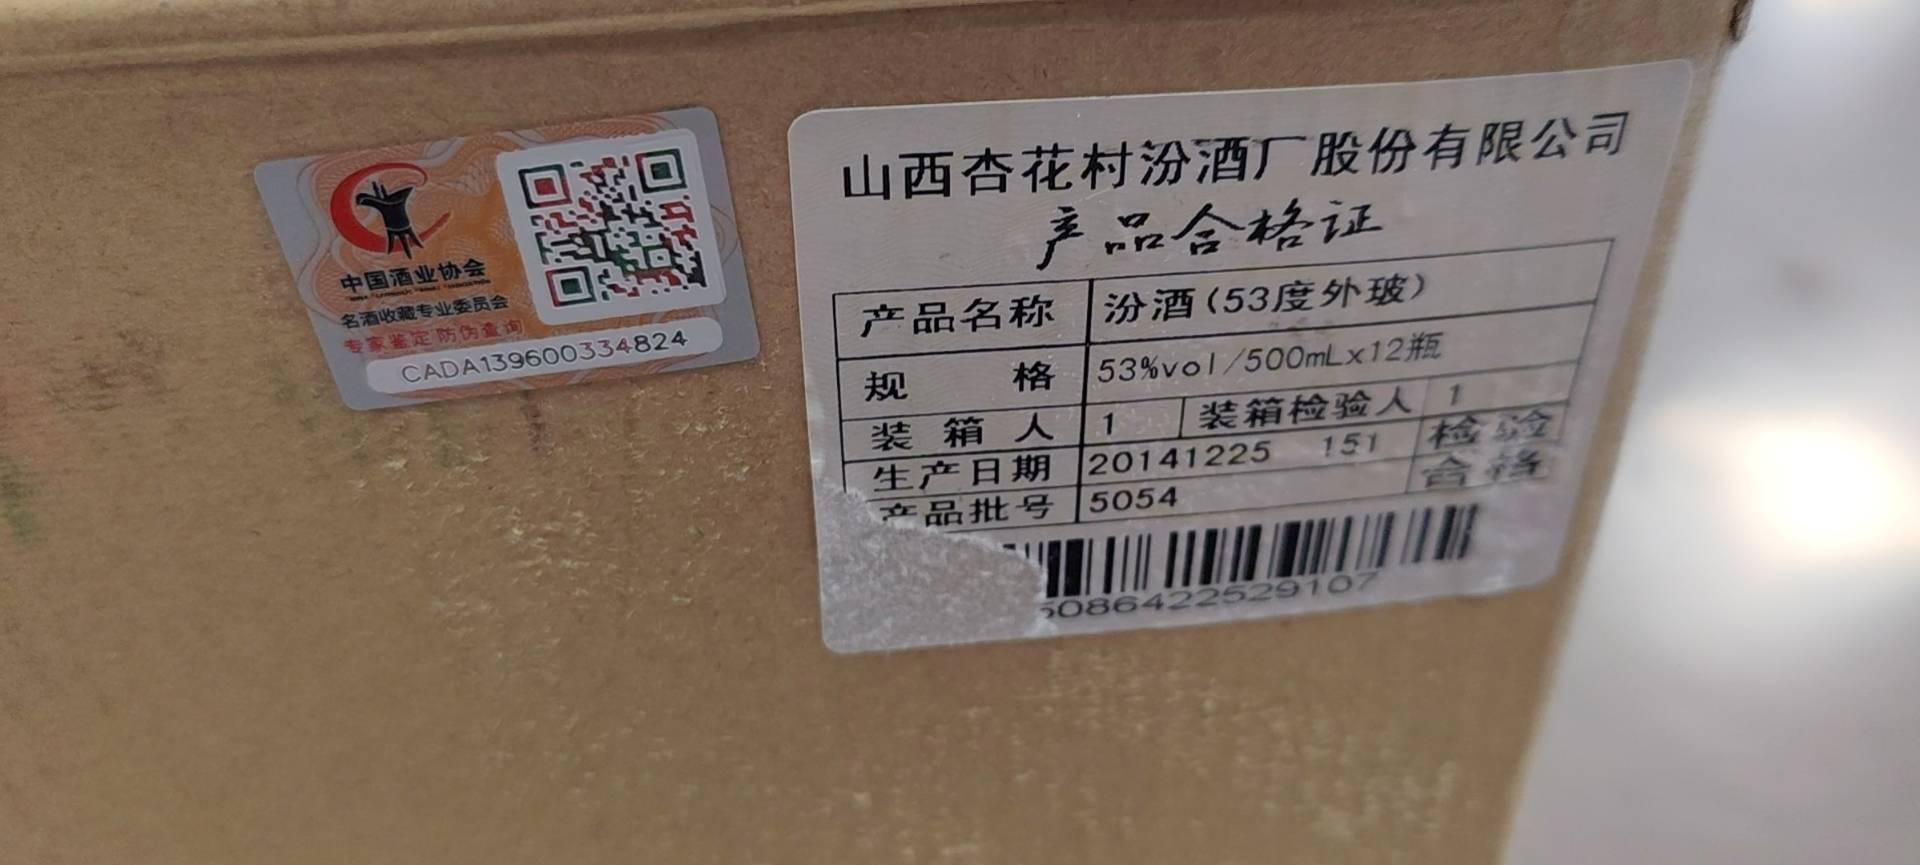 中国酒业协会
名酒收藏专业委员会
专家鉴定防伪查询
CADA139600334824
山西杏花村汾酒厂股份有限公司
产品合格证
产品名称 汾酒(53度外玻)
规 格 53%vol/500mLx12瓶
装 箱 人 1 装箱检验人 1
生产日期 20141225 151 检验
产品批号 5054 合格
5086422529107